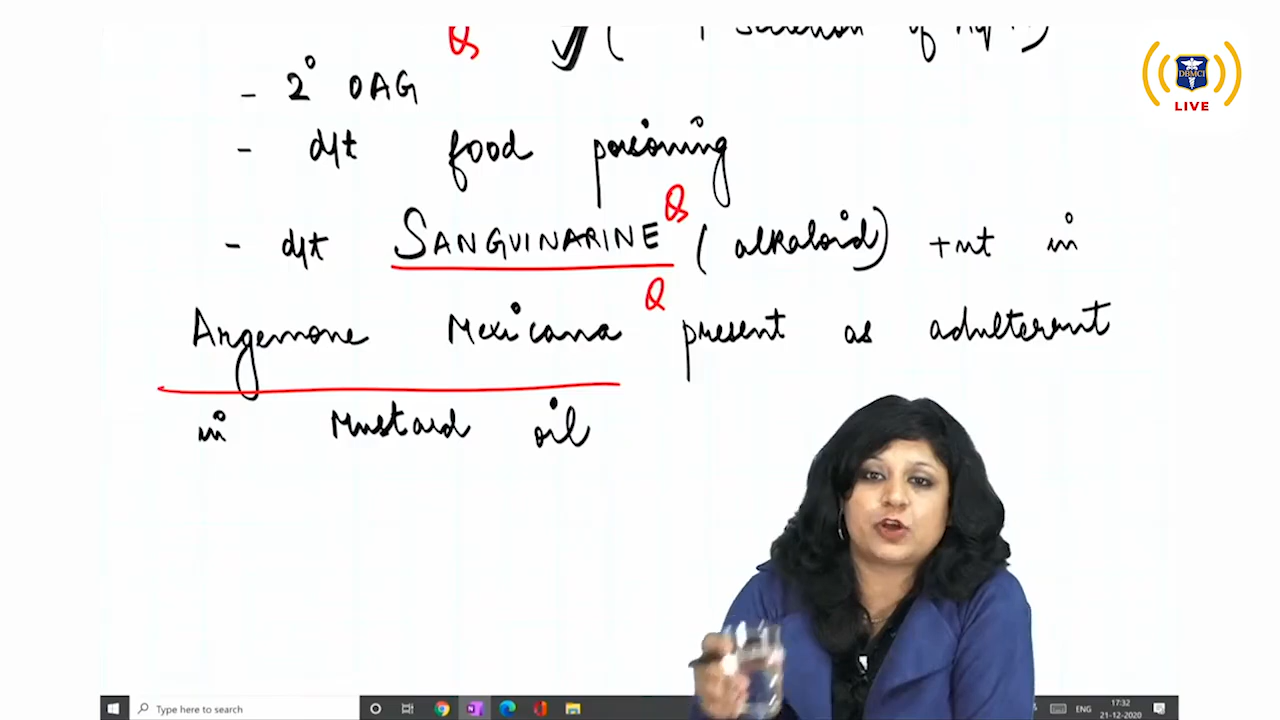 Q
- 2° OAG
- d/t food poisoning
- d/t SANGUINARINE Q (alkaloid) +nt in
Argemone Mexicana Q present as adulterant
in Mustard oil
DBMCI
LIVE
Type here to search
ENG
17:32
21-12-2020